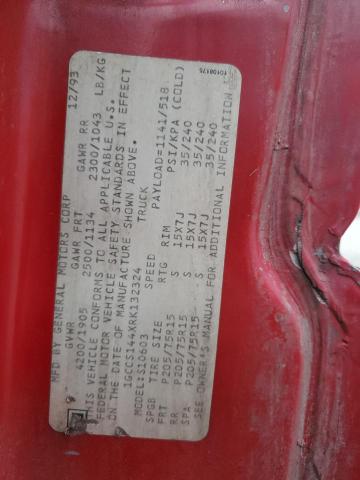 MFD BY GENERAL MOTORS CORP 12/93
GVWR GAWR FRT GAWR RR
4200/1905 2500/1134 2300/1043 LB/KG
THIS VEHICLE CONFORMS TO ALL APPLICABLE U.S.
FEDERAL MOTOR VEHICLE SAFETY STANDARDS IN EFFECT
ON THE DATE OF MANUFACTURE SHOWN ABOVE.
1GCCS144XRK132324 TRUCK
MODEL:S10603 PAYLOAD=1141/518
SPGB TIRE SIZE SPEED RTG RIM PSI/KPA (COLD)
FRT P205/75R15 S 15X7J 35/240
RR P205/75R15 S 15X7J 35/240
SPA P205/75R15 S 15X7J 35/240
SEE OWNER'S MANUAL FOR ADDITIONAL INFORMATION